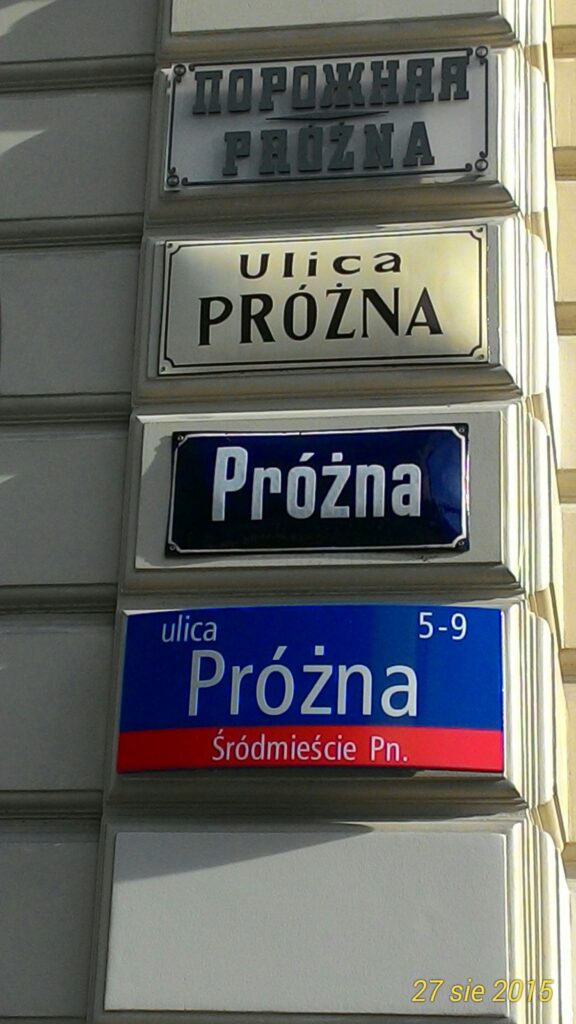 ПОРОЖНАЯ
PRÓŻNA
Ulica
PRÓŻNA
Próżna
ulica 5-9
Próżna
Śródmieście Pn.
27 sie 2015